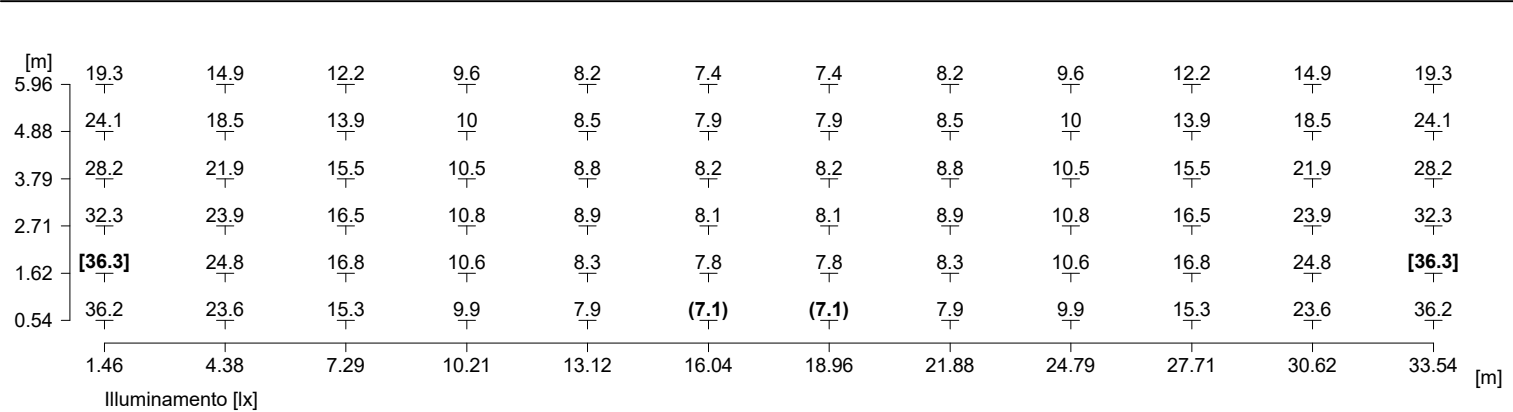 [m]
19.3 14.9 12.2 9.6 8.2 7.4 7.4 8.2 9.6 12.2 14.9 19.3
5.96
24.1 18.5 13.9 10 8.5 7.9 7.9 8.5 10 13.9 18.5 24.1
4.88
28.2 21.9 15.5 10.5 8.8 8.2 8.2 8.8 10.5 15.5 21.9 28.2
3.79
32.3 23.9 16.5 10.8 8.9 8.1 8.1 8.9 10.8 16.5 23.9 32.3
2.71
[36.3] 24.8 16.8 10.6 8.3 7.8 7.8 8.3 10.6 16.8 24.8 [36.3]
1.62
36.2 23.6 15.3 9.9 7.9 (7.1) (7.1) 7.9 9.9 15.3 23.6 36.2
0.54
1.46 4.38 7.29 10.21 13.12 16.04 18.96 21.88 24.79 27.71 30.62 33.54
[m]
Illuminamento [lx]